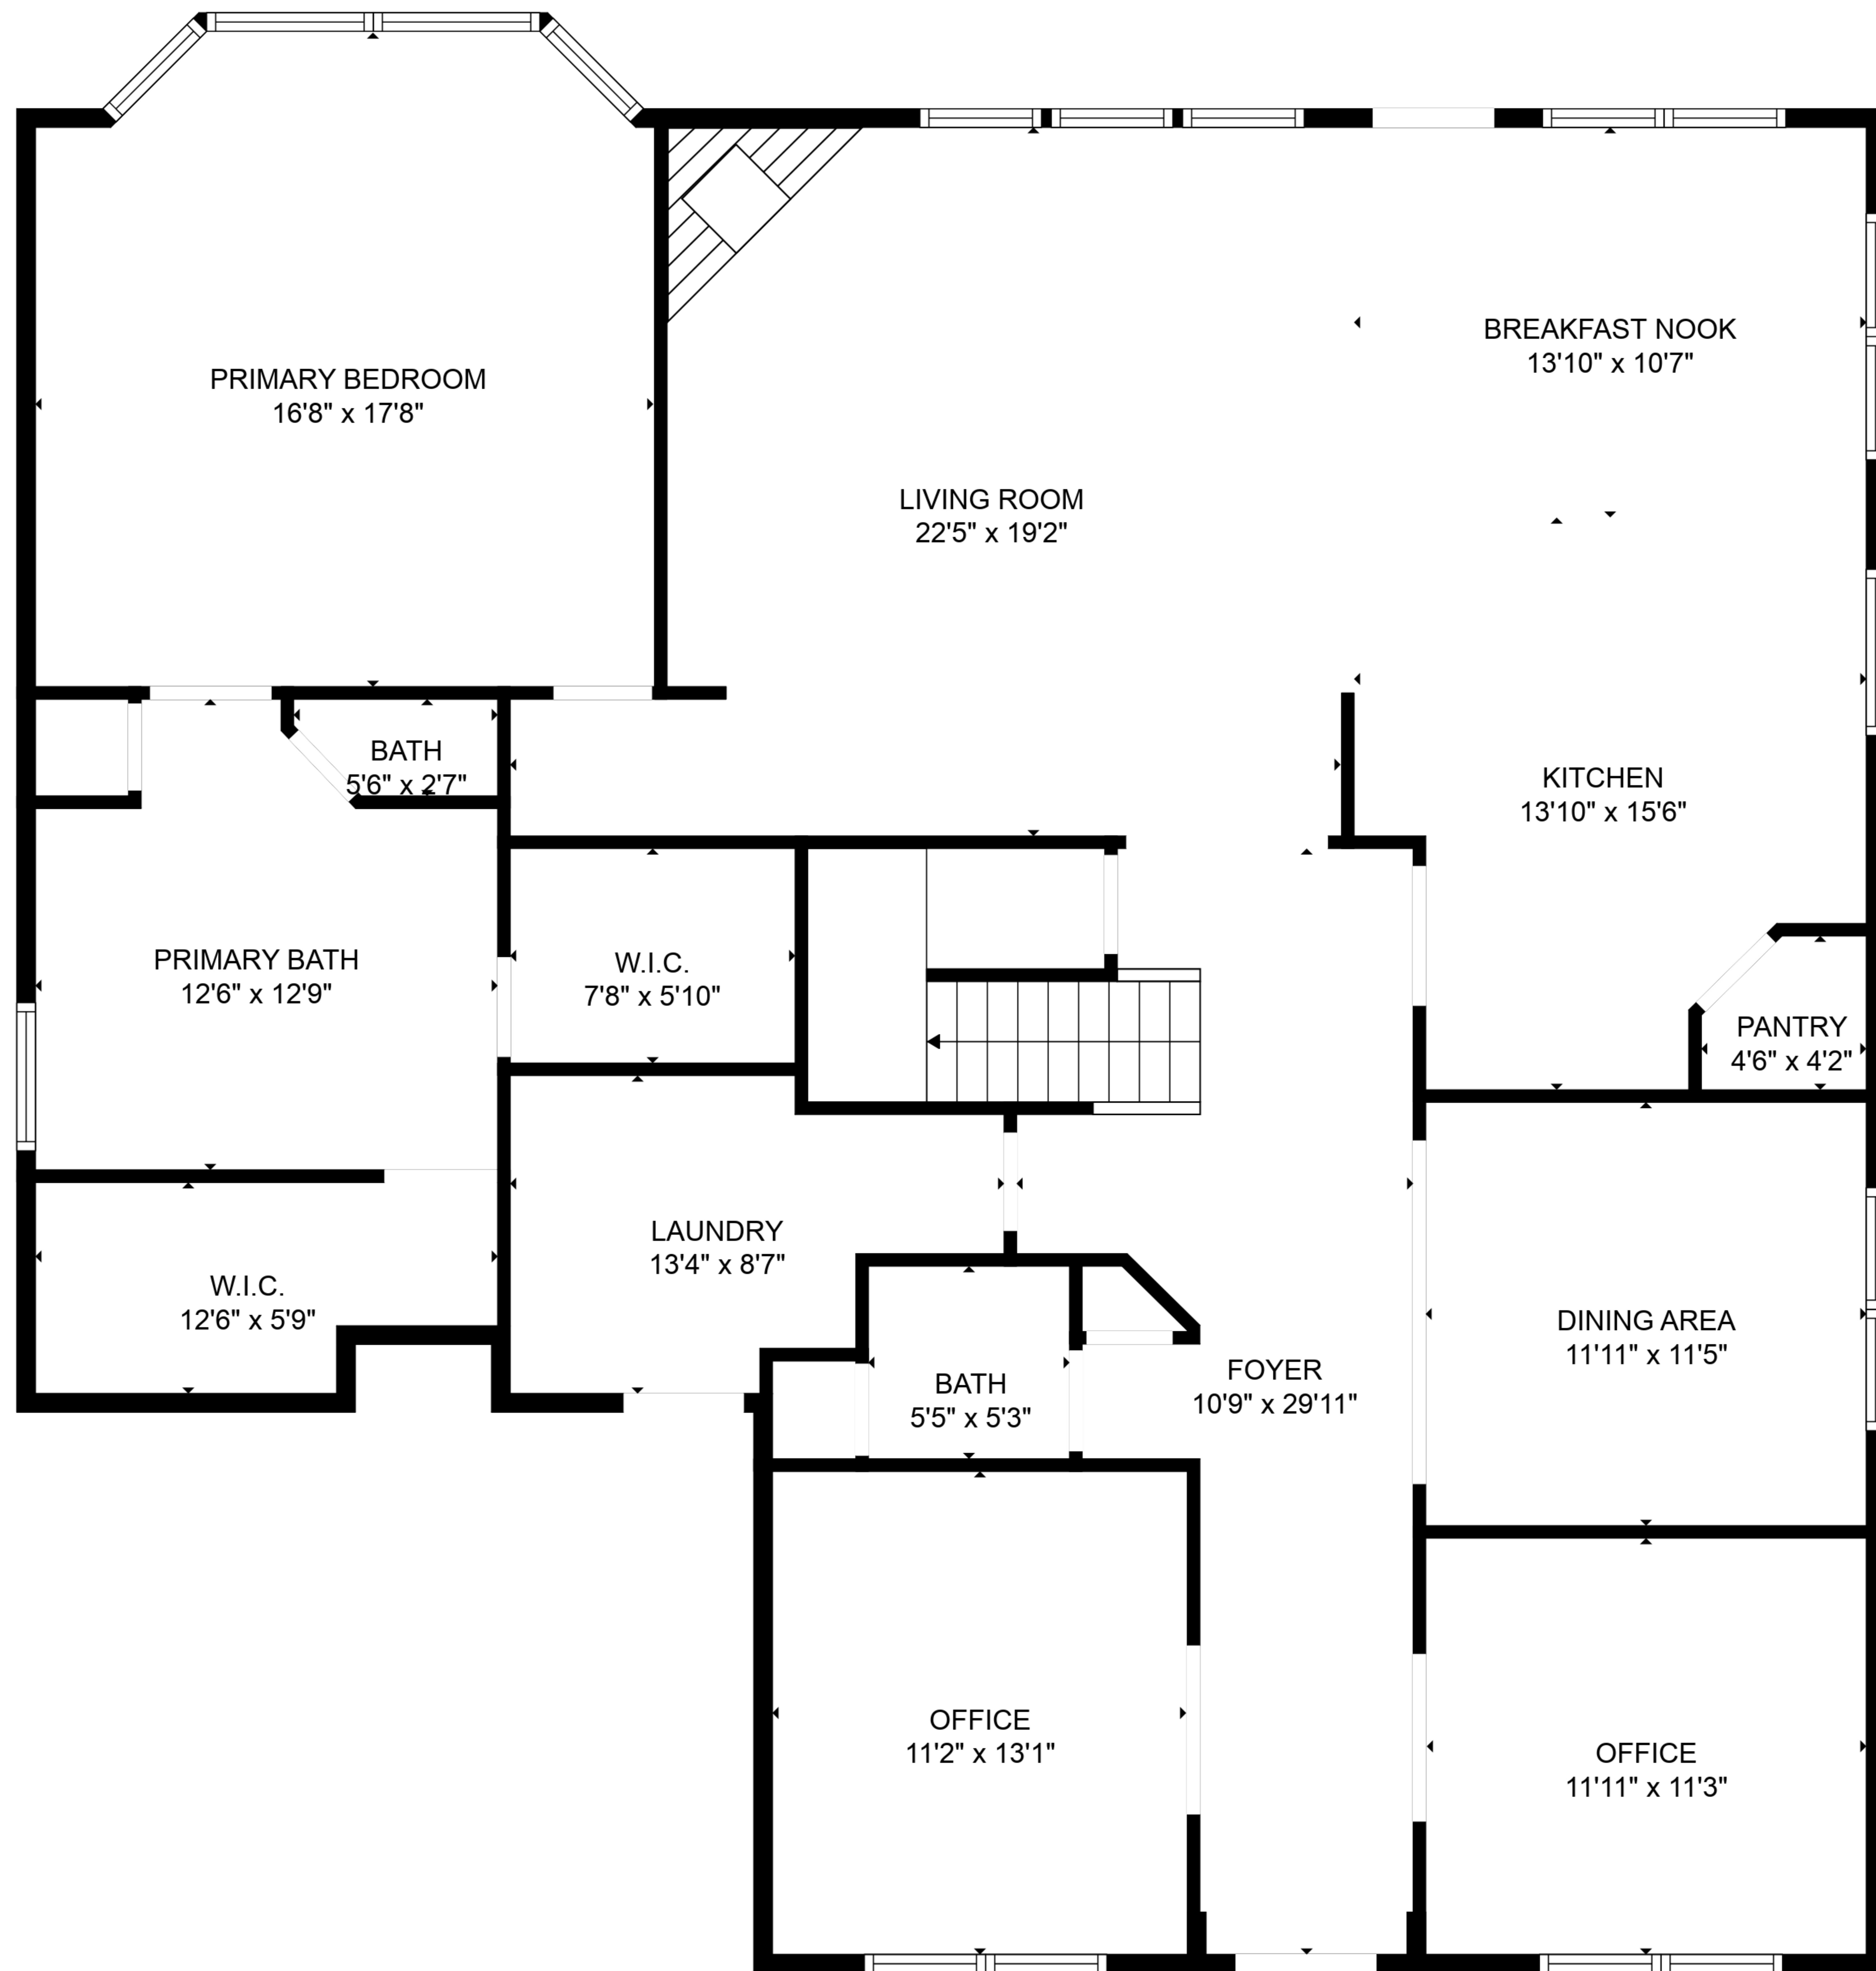 BREAKFAST NOOK
13'10" x 10'7"
PRIMARY BEDROOM
16'8" x 17'8"
LIVING ROOM
22'5" x 19'2"
BATH
5'6" x 2'7"
KITCHEN
13'10" x 15'6"
PRIMARY BATH
12'6" x 12'9"
W.I.C.
7'8" x 5'10"
PANTRY
4'6" x 4'2"
LAUNDRY
13'4" x 8'7"
W.I.C.
12'6" x 5'9"
DINING AREA
11'11" x 11'5"
FOYER
10'9" x 29'11"
BATH
5'5" x 5'3"
OFFICE
11'2" x 13'1"
OFFICE
11'11" x 11'3"